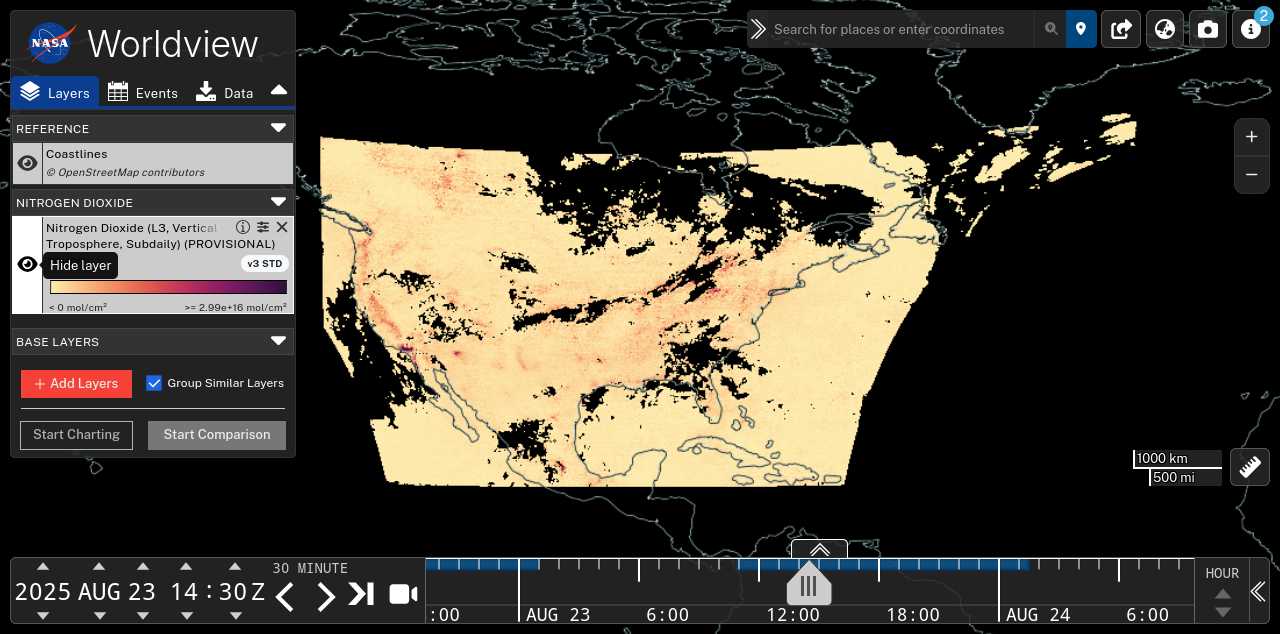 NASA
Worldview
Search for places or enter coordinates
2
Layers
Events
Data
REFERENCE
Coastlines
© OpenStreetMap contributors
NITROGEN DIOXIDE
Nitrogen Dioxide (L3, Vertical
Troposphere, Subdaily) (PROVISIONAL)
Hide layer
v3 STD
< 0 mol/cm²
>= 2.99e+16 mol/cm²
BASE LAYERS
+ Add Layers
Group Similar Layers
Start Charting
Start Comparison
+
−
1000 km
500 mi
2025 AUG 23 14 : 30 Z
30 MINUTE
:00
AUG 23
6:00
12:00
18:00
AUG 24
6:00
HOUR